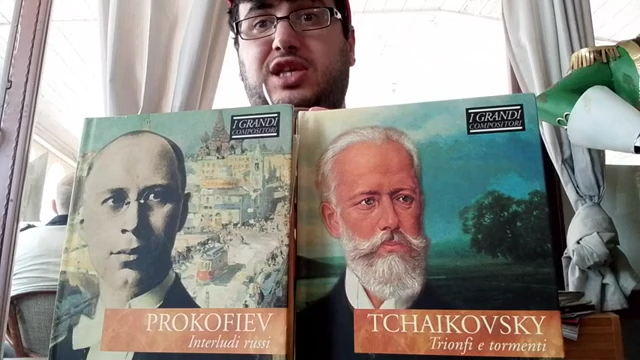 I GRANDI
COMPOSITORI
PROKOFIEV
Interludi russi
I GRANDI
COMPOSITORI
TCHAIKOVSKY
Trionfi e tormenti